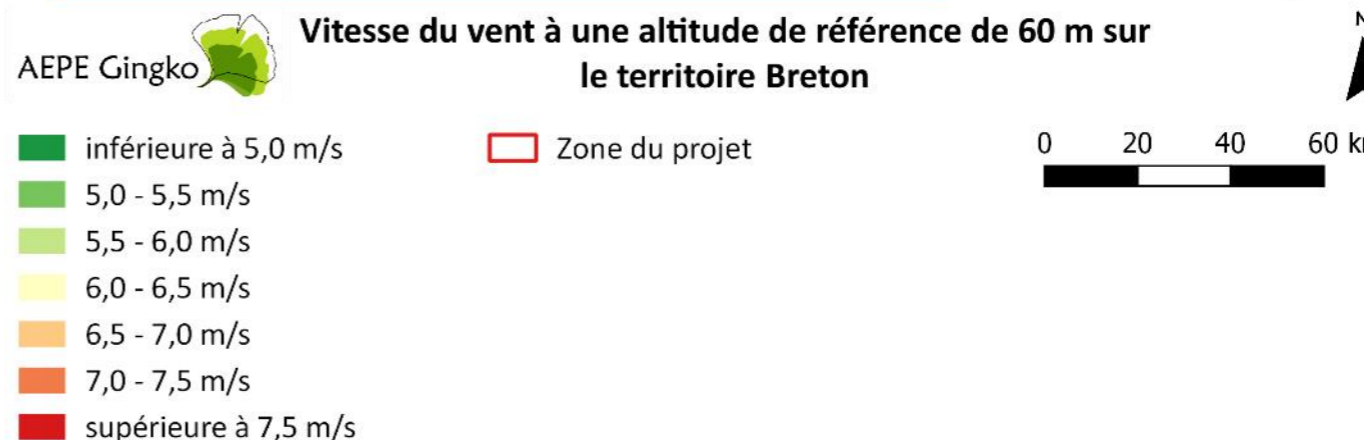 Vitesse du vent à une altitude de référence de 60 m sur
le territoire Breton
AEPE Gingko
N
inférieure à 5,0 m/s
5,0 - 5,5 m/s
5,5 - 6,0 m/s
6,0 - 6,5 m/s
6,5 - 7,0 m/s
7,0 - 7,5 m/s
supérieure à 7,5 m/s
Zone du projet
0 20 40 60 k